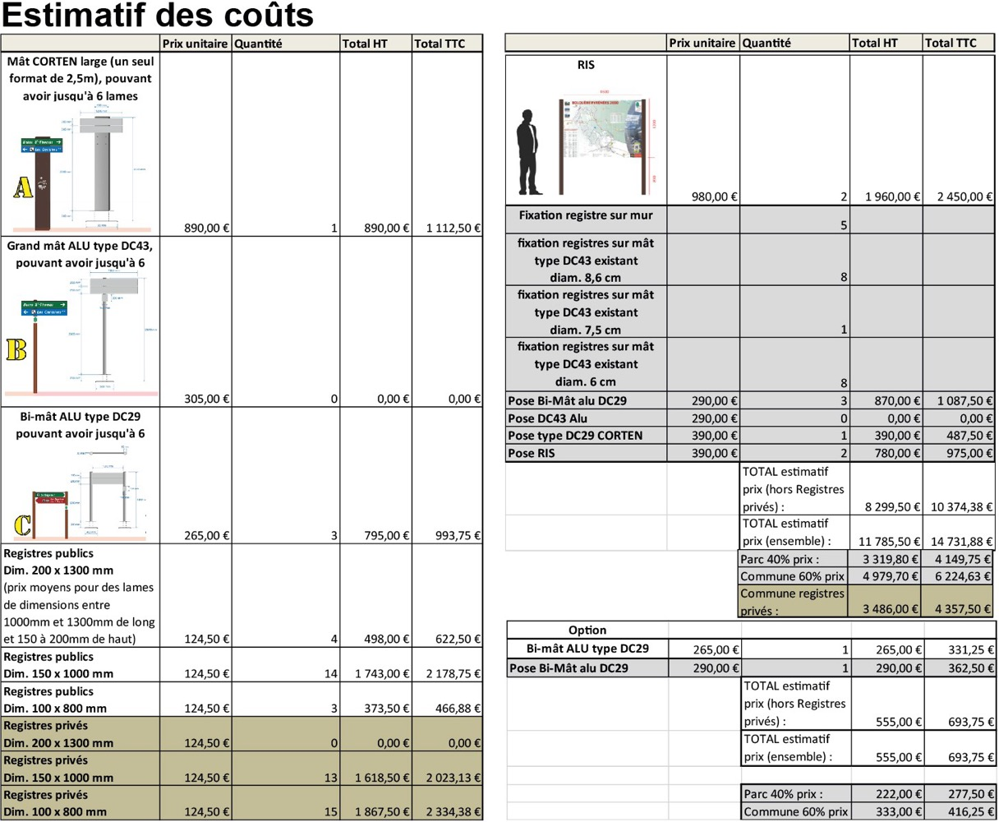 Estimatif des coûts
Prix unitaire Quantité Total HT Total TTC
Mât CORTEN large (un seul
format de 2,5m), pouvant
avoir jusqu'à 6 lames
A
890,00 € 1 890,00 € 1 112,50 €
Grand mât ALU type DC43,
pouvant avoir jusqu'à 6
B
305,00 € 0 0,00 € 0,00 €
Bi-mât ALU type DC29
pouvant avoir jusqu'à 6
C
265,00 € 3 795,00 € 993,75 €
Registres publics
Dim. 200 x 1300 mm
(prix moyens pour des lames
de dimensions entre
1000mm et 1300mm de long
et 150 à 200mm de haut) 124,50 € 4 498,00 € 622,50 €
Registres publics
Dim. 150 x 1000 mm 124,50 € 14 1 743,00 € 2 178,75 €
Registres publics
Dim. 100 x 800 mm 124,50 € 3 373,50 € 466,88 €
Registres privés
Dim. 200 x 1300 mm 124,50 € 0 0,00 € 0,00 €
Registres privés
Dim. 150 x 1000 mm 124,50 € 13 1 618,50 € 2 023,13 €
Registres privés
Dim. 100 x 800 mm 124,50 € 15 1 867,50 € 2 334,38 €
Prix unitaire Quantité Total HT Total TTC
RIS
980,00 € 2 1 960,00 € 2 450,00 €
Fixation registre sur mur
5
fixation registres sur mât
type DC43 existant
diam. 8,6 cm 8
fixation registres sur mât
type DC43 existant
diam. 7,5 cm 1
fixation registres sur mât
type DC43 existant
diam. 6 cm 8
Pose Bi-Mât alu DC29 290,00 € 3 870,00 € 1 087,50 €
Pose DC43 Alu 290,00 € 0 0,00 € 0,00 €
Pose type DC29 CORTEN 390,00 € 1 390,00 € 487,50 €
Pose RIS 390,00 € 2 780,00 € 975,00 €
TOTAL estimatif
prix (hors Registres
privés) : 8 299,50 € 10 374,38 €
TOTAL estimatif
prix (ensemble) : 11 785,50 € 14 731,88 €
Parc 40% prix : 3 319,80 € 4 149,75 €
Commune 60% prix 4 979,70 € 6 224,63 €
Commune registres
privés : 3 486,00 € 4 357,50 €
Option
Bi-mât ALU type DC29 265,00 € 1 265,00 € 331,25 €
Pose Bi-Mât alu DC29 290,00 € 1 290,00 € 362,50 €
TOTAL estimatif
prix (hors Registres
privés) : 555,00 € 693,75 €
TOTAL estimatif
prix (ensemble) : 555,00 € 693,75 €
Parc 40% prix : 222,00 € 277,50 €
Commune 60% prix 333,00 € 416,25 €